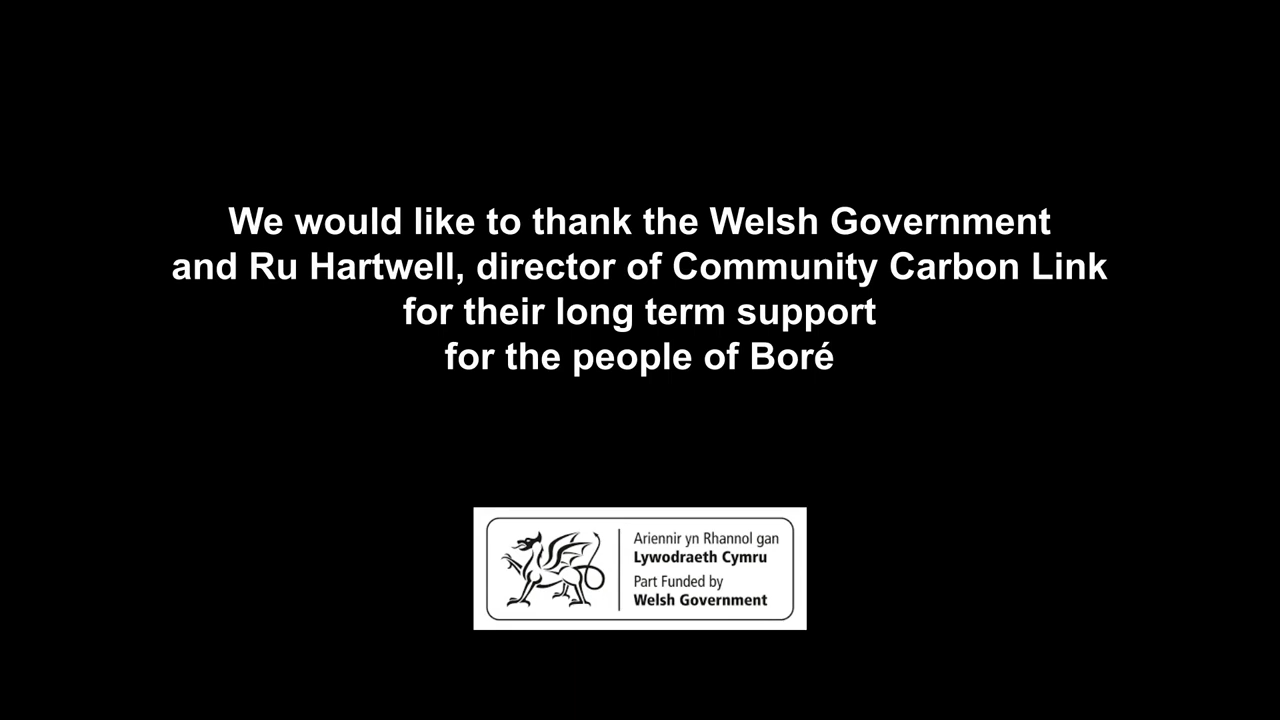 We would like to thank the Welsh Government
and Ru Hartwell, director of Community Carbon Link
for their long term support
for the people of Boré
Ariennir yn Rhannol gan
Lywodraeth Cymru
Part Funded by
Welsh Government